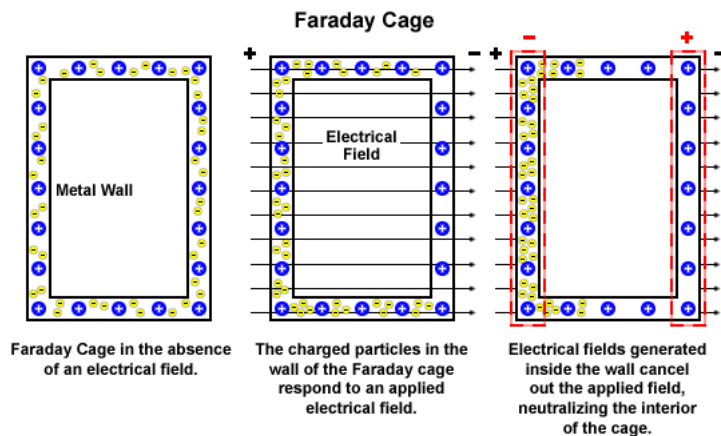 Faraday Cage
+ − + − + −
Metal Wall
Electrical
Field
Faraday Cage in the absence
of an electrical field.
The charged particles in the
wall of the Faraday cage
respond to an applied
electrical field.
Electrical fields generated
inside the wall cancel
out the applied field,
neutralizing the interior
of the cage.